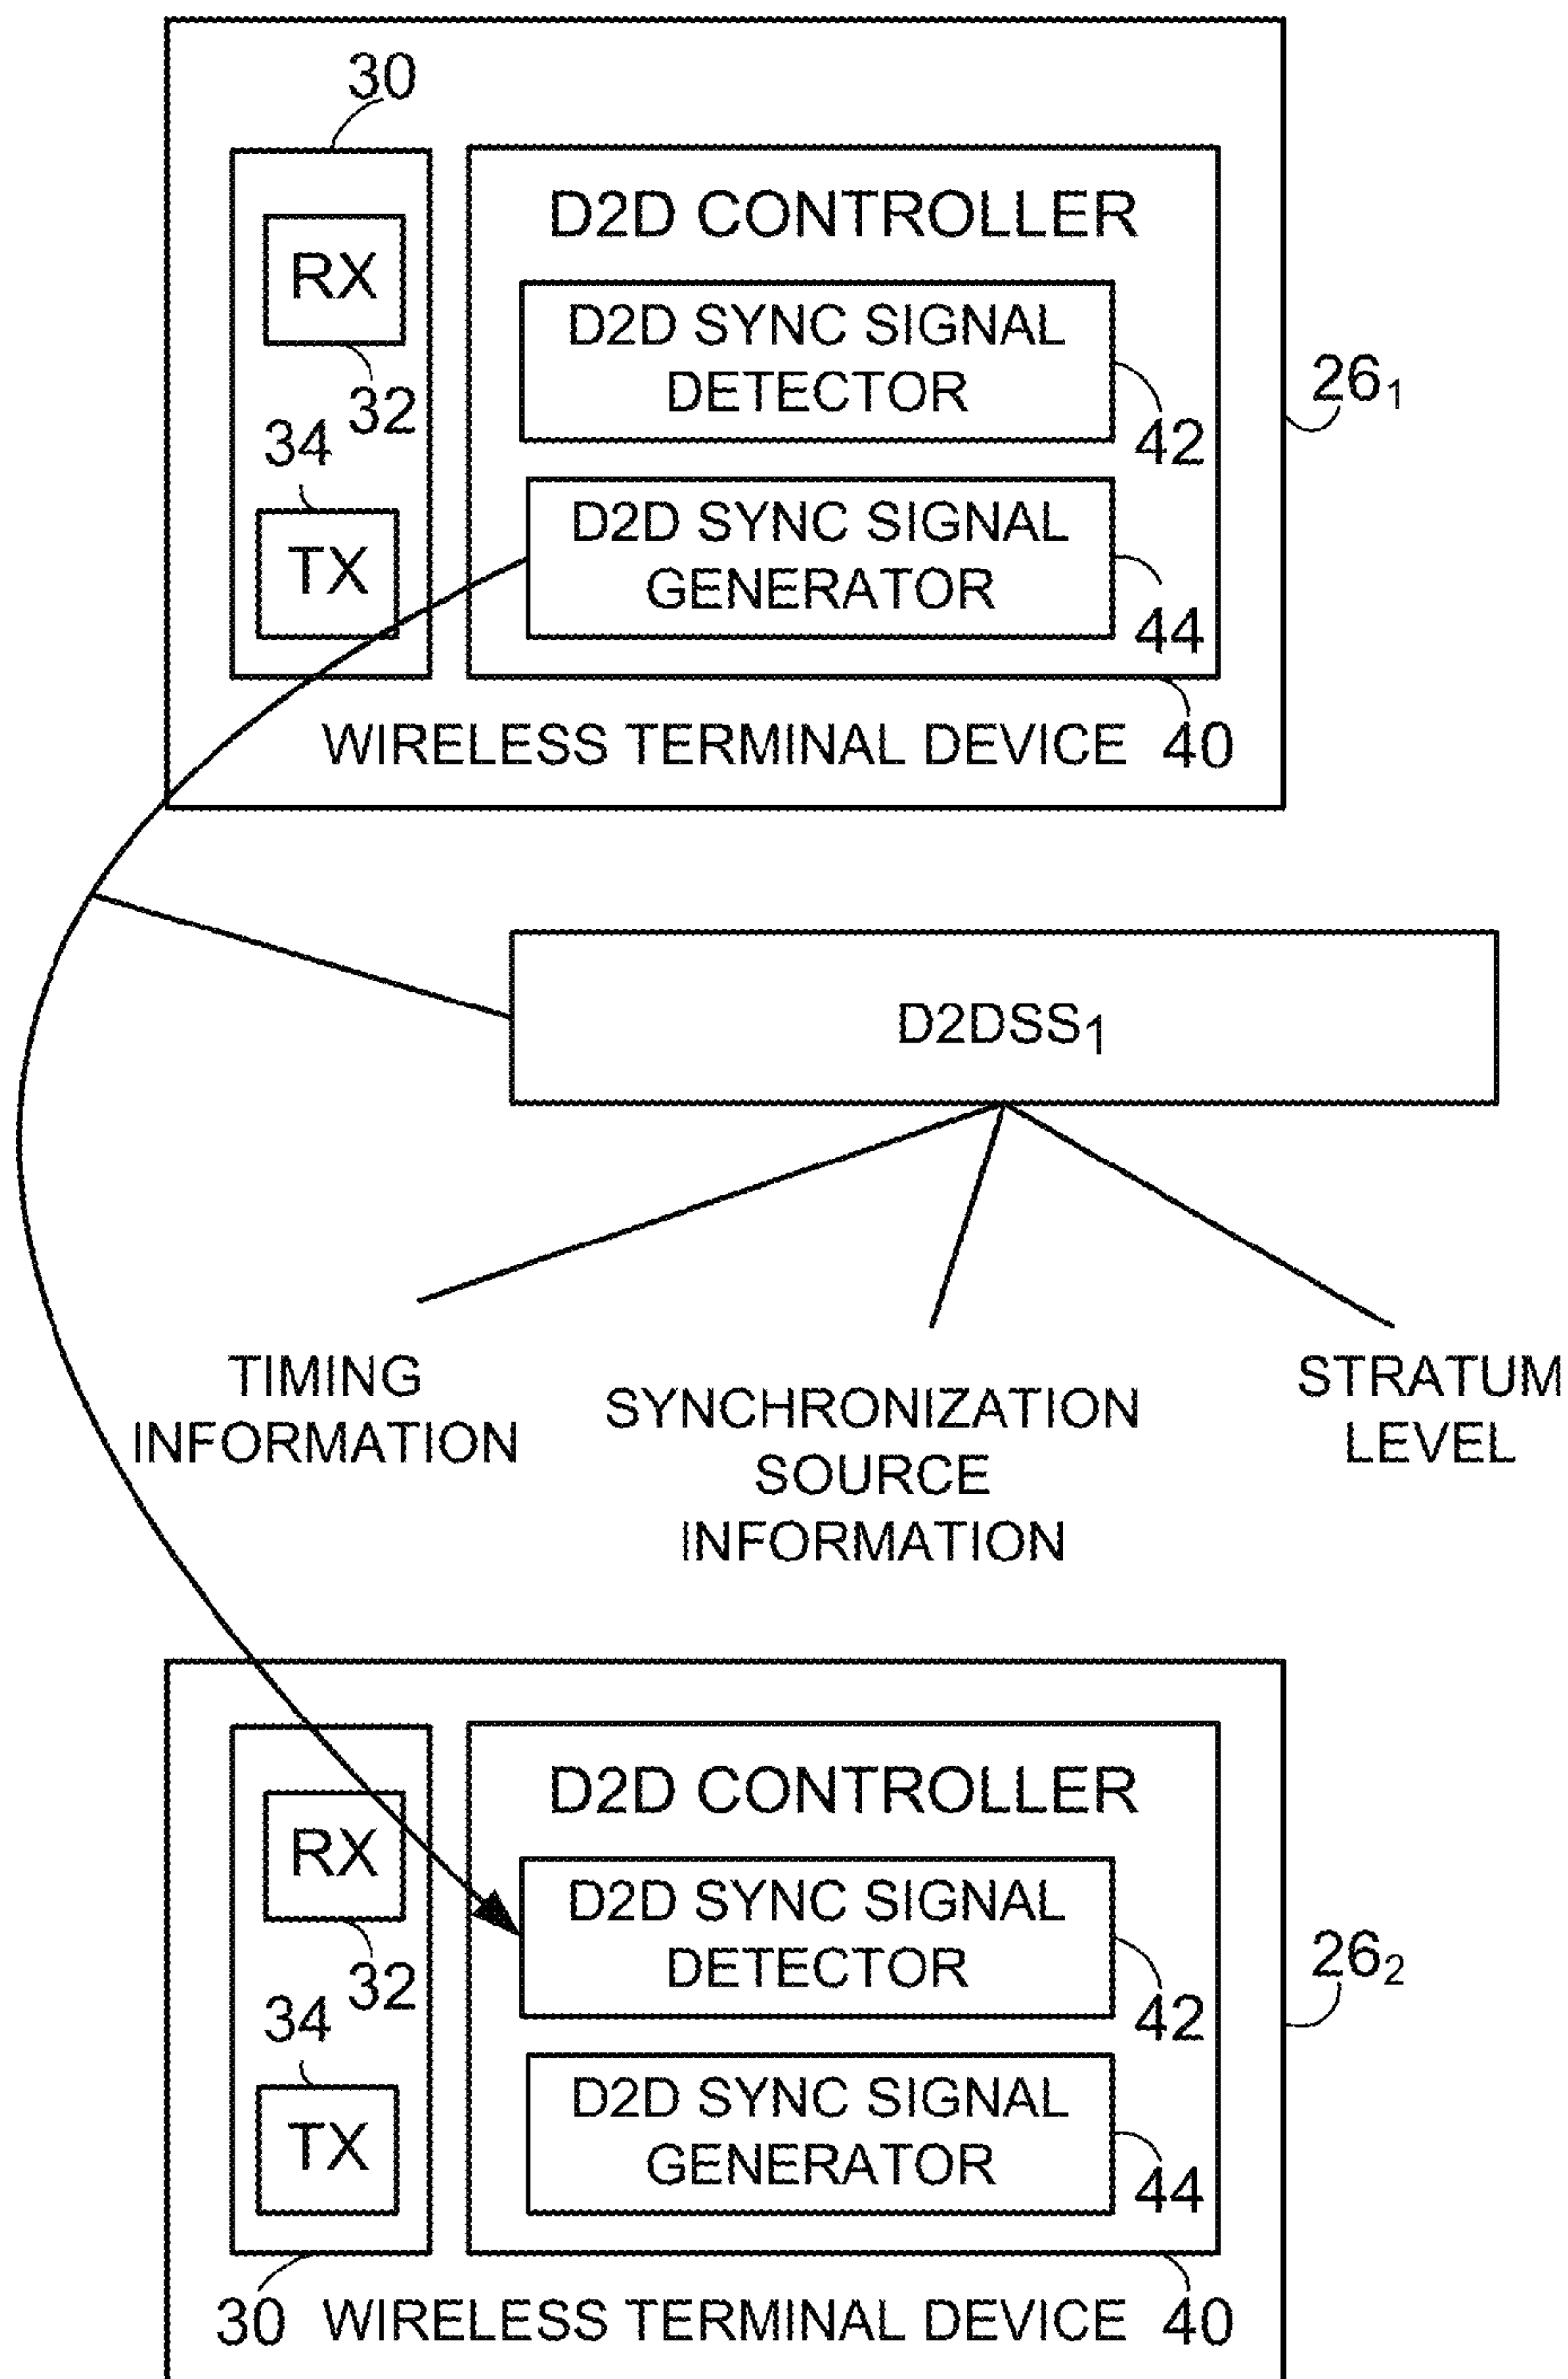 30
D2D CONTROLLER
RX
D2D SYNC SIGNAL
DETECTOR
32
42
26₁
34
TX
D2D SYNC SIGNAL
GENERATOR
44
WIRELESS TERMINAL DEVICE
40
D2DSS₁
TIMING
INFORMATION
SYNCHRONIZATION
SOURCE
INFORMATION
STRATUM
LEVEL
D2D CONTROLLER
RX
D2D SYNC SIGNAL
DETECTOR
32
42
26₂
34
TX
D2D SYNC SIGNAL
GENERATOR
44
30
WIRELESS TERMINAL DEVICE
40